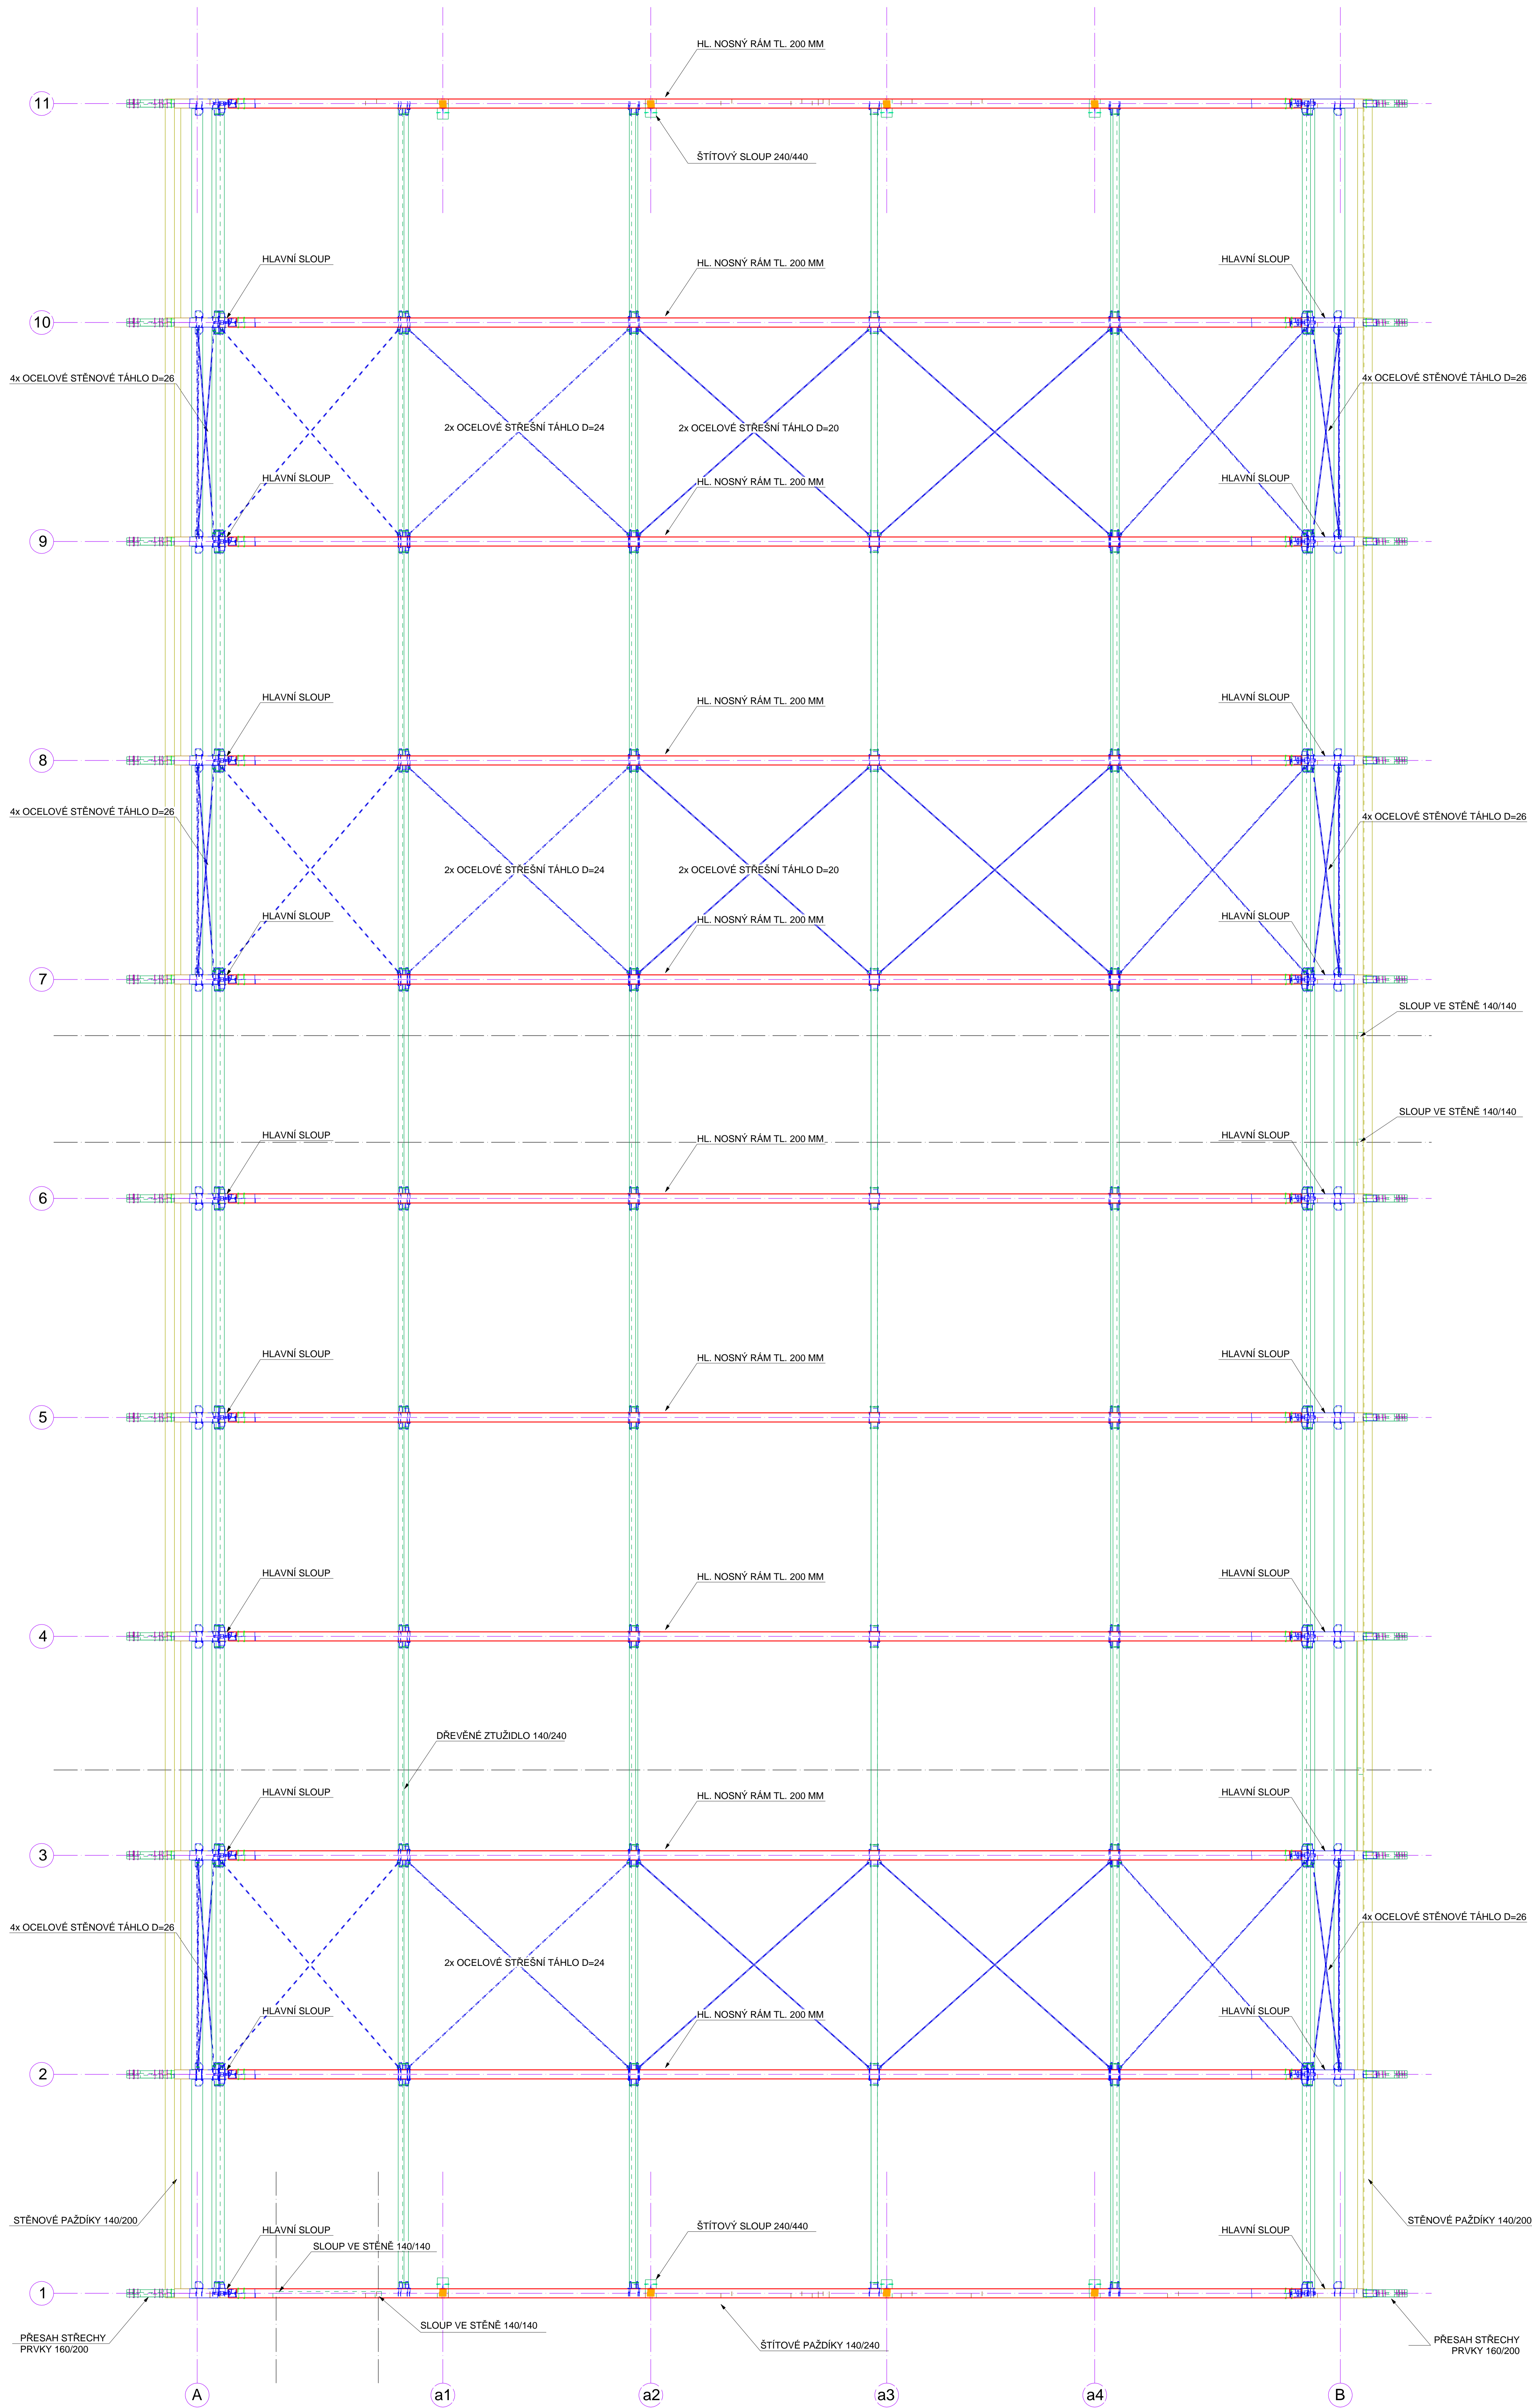 HL. NOSNÝ RÁM TL. 200 MM
11
ŠTÍTOVÝ SLOUP 240/440
HLAVNÍ SLOUP
HL. NOSNÝ RÁM TL. 200 MM
HLAVNÍ SLOUP
10
4x OCELOVÉ STĚNOVÉ TÁHLO D=26
4x OCELOVÉ STĚNOVÉ TÁHLO D=26
2x OCELOVÉ STŘEŠNÍ TÁHLO D=24
2x OCELOVÉ STŘEŠNÍ TÁHLO D=20
HLAVNÍ SLOUP
HL. NOSNÝ RÁM TL. 200 MM
HLAVNÍ SLOUP
9
HLAVNÍ SLOUP
HL. NOSNÝ RÁM TL. 200 MM
HLAVNÍ SLOUP
8
4x OCELOVÉ STĚNOVÉ TÁHLO D=26
4x OCELOVÉ STĚNOVÉ TÁHLO D=26
2x OCELOVÉ STŘEŠNÍ TÁHLO D=24
2x OCELOVÉ STŘEŠNÍ TÁHLO D=20
HLAVNÍ SLOUP
HL. NOSNÝ RÁM TL. 200 MM
HLAVNÍ SLOUP
7
SLOUP VE STĚNĚ 140/140
SLOUP VE STĚNĚ 140/140
HLAVNÍ SLOUP
HL. NOSNÝ RÁM TL. 200 MM
HLAVNÍ SLOUP
6
HLAVNÍ SLOUP
HL. NOSNÝ RÁM TL. 200 MM
HLAVNÍ SLOUP
5
HLAVNÍ SLOUP
HL. NOSNÝ RÁM TL. 200 MM
HLAVNÍ SLOUP
4
DŘEVĚNÉ ZTUŽIDLO 140/240
HLAVNÍ SLOUP
HL. NOSNÝ RÁM TL. 200 MM
HLAVNÍ SLOUP
3
4x OCELOVÉ STĚNOVÉ TÁHLO D=26
4x OCELOVÉ STĚNOVÉ TÁHLO D=26
2x OCELOVÉ STŘEŠNÍ TÁHLO D=24
HLAVNÍ SLOUP
HL. NOSNÝ RÁM TL. 200 MM
HLAVNÍ SLOUP
2
STĚNOVÉ PAŽDÍKY 140/200
STĚNOVÉ PAŽDÍKY 140/200
HLAVNÍ SLOUP
ŠTÍTOVÝ SLOUP 240/440
HLAVNÍ SLOUP
SLOUP VE STĚNĚ 140/140
1
SLOUP VE STĚNĚ 140/140
PŘESAH STŘECHY
PRVKY 160/200
ŠTÍTOVÉ PAŽDÍKY 140/240
PŘESAH STŘECHY
PRVKY 160/200
A
a1
a2
a3
a4
B